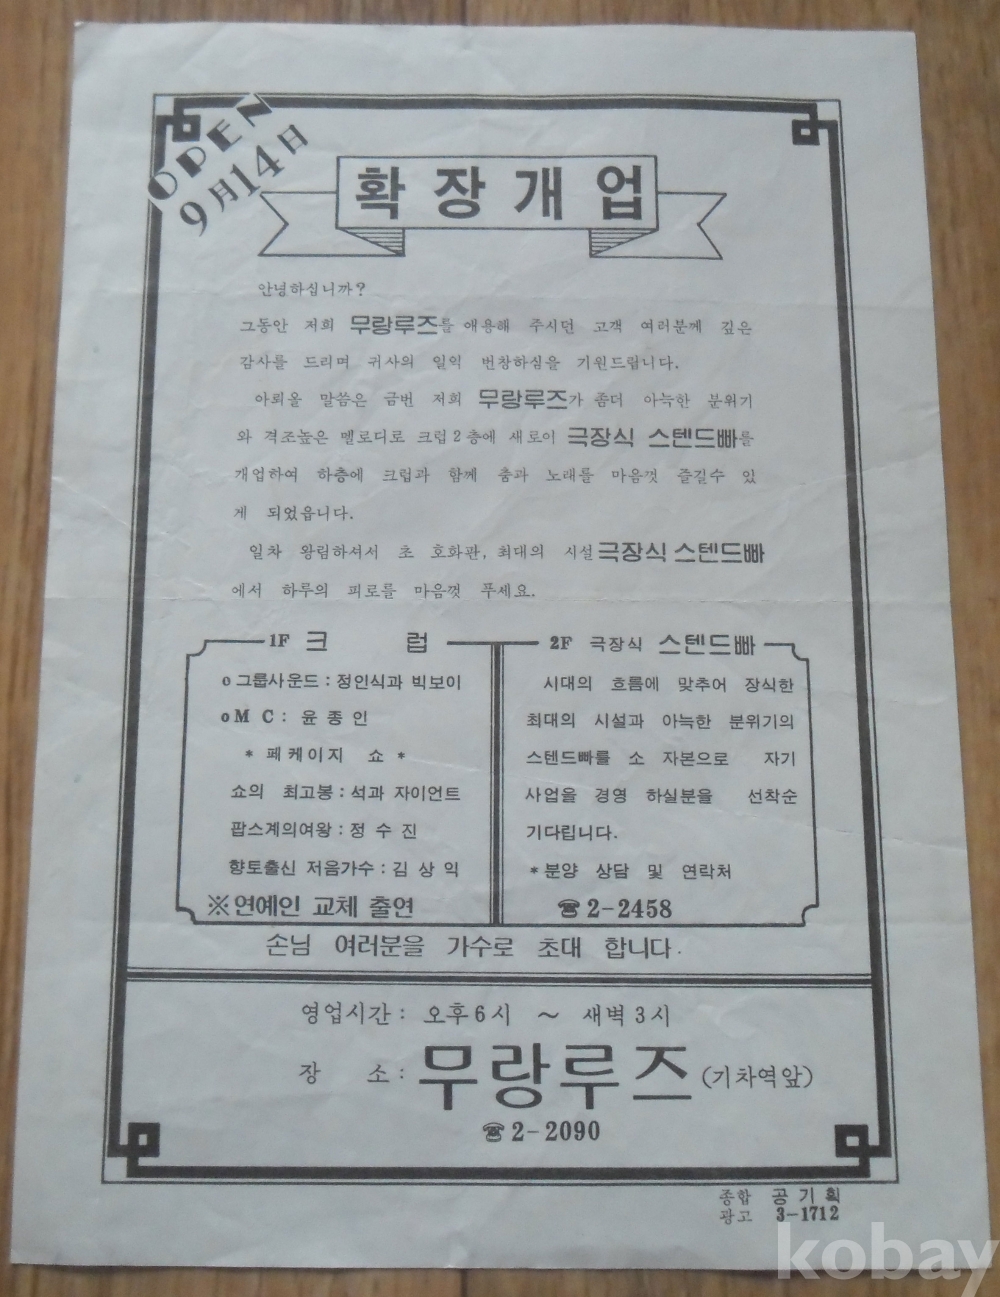 OPEN
9月14日
확장개업
안녕하십니까?
그동안 저희 무랑루즈를 애용해 주시던 고객 여러분께 깊은
감사를 드리며 귀사의 일익 번창하심을 기원드립니다.
아뢰올 말씀은 금번 저희 무랑루즈가 좀더 아늑한 분위기
와 격조높은 멜로디로 크럽2층에 새로이 극장식 스텐드빠를
개업하여 하층에 크럽과 함께 춤과 노래를 마음껏 즐길수 있
게 되었읍니다.
일차 왕림하셔서 초 호화판, 최대의 시설 극장식 스텐드빠
에서 하루의 피로를 마음껏 푸세요.
1F 크 럽
o 그룹사운드 : 정인식과 빅보이
o M C : 윤 종 인
* 페케이지 쇼 *
쇼의 최고봉 : 석과 자이언트
팝스계의여왕 : 정 수 진
향토출신 저음가수 : 김 상 익
※연예인 교체 출연
2F 극장식 스텐드빠
시대의 흐름에 맞추어 장식한
최대의 시설과 아늑한 분위기의
스텐드빠를 소 자본으로 자기
사업을 경영 하실분을 선착순
기다립니다.
* 분양 상담 및 연락처
☎ 2-2458
손님 여러분을 가수로 초대 합니다.
영업시간 : 오후6시 ~ 새벽3시
장 소 : 무랑루즈 (기차역앞)
☎ 2-2090
종합 공기획
광고 3-1712
kobay